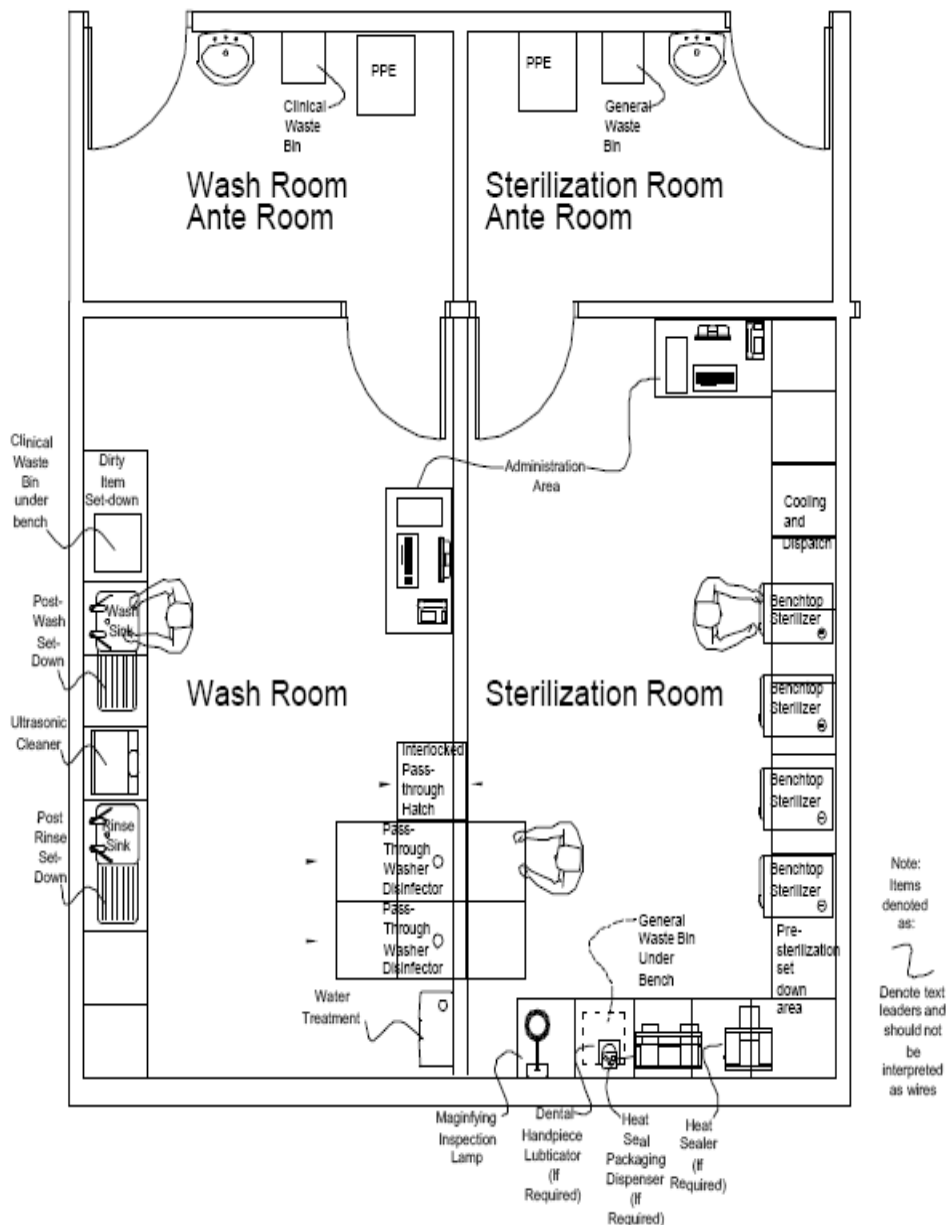 PPE
PPE
Clinical
Waste
Bin
General
Waste
Bin
Wash Room
Ante Room
Sterilization Room
Ante Room
Clinical
Waste
Bin
under
bench
Dirty
Item
Set-down
Administration
Area
Cooling
and
Dispatch
Post-
Wash
Set-
Down
Wash
Sink
Benchtop
Sterilizer
Wash Room
Sterilization Room
Benchtop
Sterilizer
Ultrasonic
Cleaner
Interlocked
Pass-
through
Hatch
Benchtop
Sterilizer
Post
Rinse
Set-
Down
Rinse
Sink
Pass-
Through
Washer
Disinfector
Benchtop
Sterilizer
Pass-
Through
Washer
Disinfector
General
Waste Bin
Under
Bench
Pre-
sterilization
set
down
area
Note:
Items
denoted
as:
Denote text
leaders and
should not
be
interpreted
as wires
Water
Treatment
Maginfying
Inspection
Lamp
Dental
Handpiece
Lubticator
(If
Required)
Heat
Seal
Packaging
Dispenser
(If
Required)
Heat
Sealer
(If
Required)